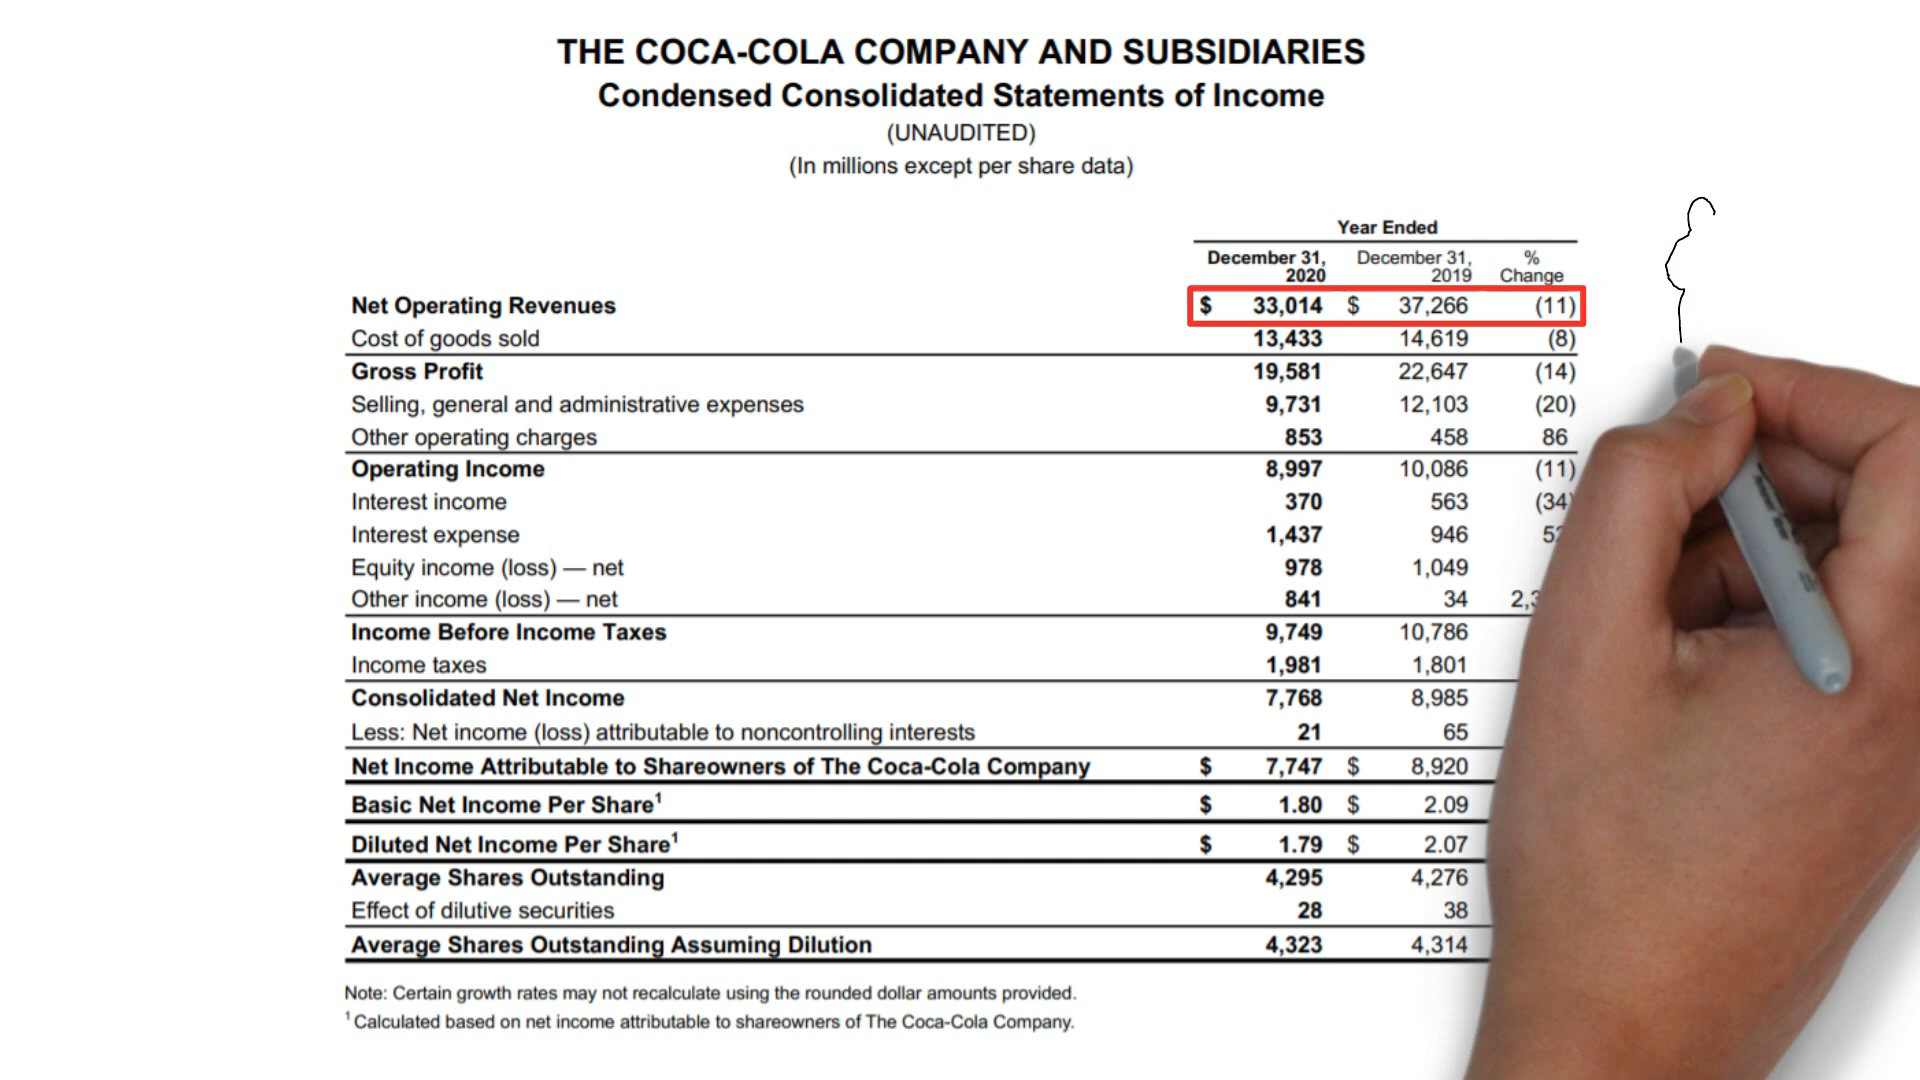 THE COCA-COLA COMPANY AND SUBSIDIARIES
Condensed Consolidated Statements of Income
(UNAUDITED)
(In millions except per share data)
Year Ended
December 31, 2020 December 31, 2019 % Change
Net Operating Revenues $ 33,014 $ 37,266 (11)
Cost of goods sold 13,433 14,619 (8)
Gross Profit 19,581 22,647 (14)
Selling, general and administrative expenses 9,731 12,103 (20)
Other operating charges 853 458 86
Operating Income 8,997 10,086 (11)
Interest income 370 563 (34)
Interest expense 1,437 946
Equity income (loss) — net 978 1,049
Other income (loss) — net 841 34
Income Before Income Taxes 9,749 10,786
Income taxes 1,981 1,801
Consolidated Net Income 7,768 8,985
Less: Net income (loss) attributable to noncontrolling interests 21 65
Net Income Attributable to Shareowners of The Coca-Cola Company $ 7,747 $ 8,920
Basic Net Income Per Share¹ $ 1.80 $ 2.09
Diluted Net Income Per Share¹ $ 1.79 $ 2.07
Average Shares Outstanding 4,295 4,276
Effect of dilutive securities 28 38
Average Shares Outstanding Assuming Dilution 4,323 4,314
Note: Certain growth rates may not recalculate using the rounded dollar amounts provided.
¹ Calculated based on net income attributable to shareowners of The Coca-Cola Company.